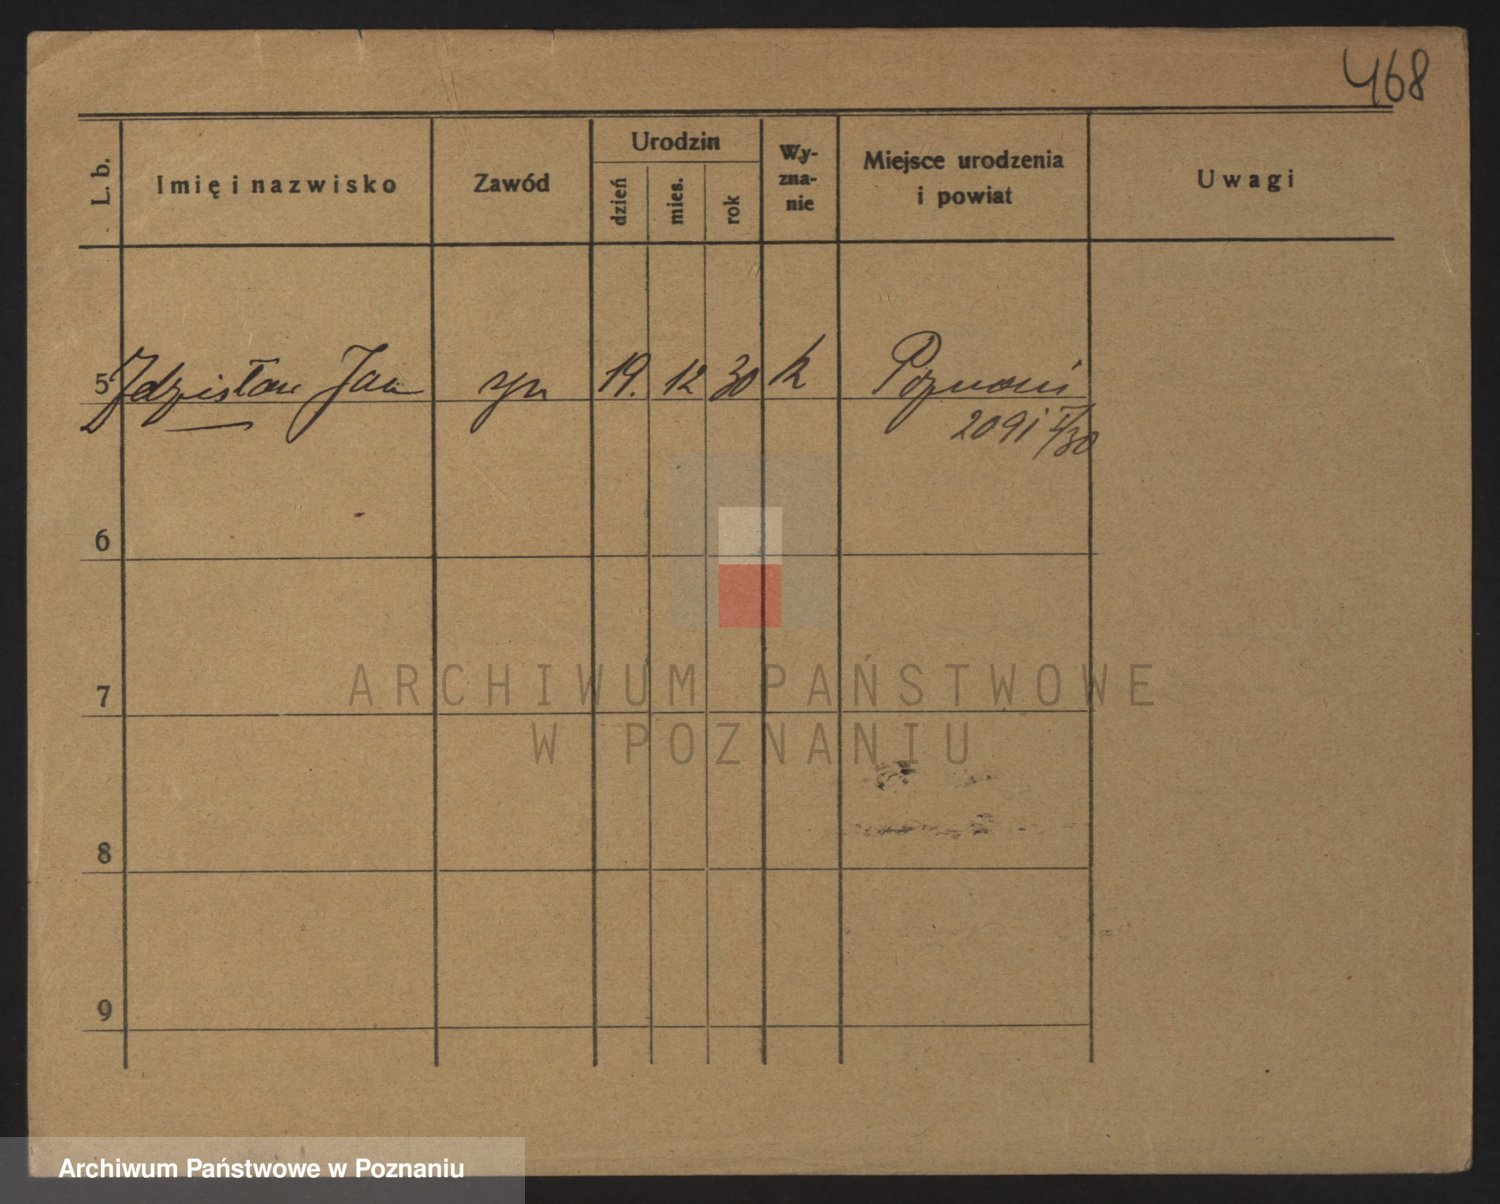 468
L. b.
Imię i nazwisko
Zawód
Urodzin
dzień
mies.
rok
Wy-
zna-
nie
Miejsce urodzenia
i powiat
Uwagi
5 Zdzisław Jan syn 19. 12 30 k Poznań
2091 I/30
6
7
8
9
ARCHIWUM PAŃSTWOWE
W POZNANIU
Archiwum Państwowe w Poznaniu